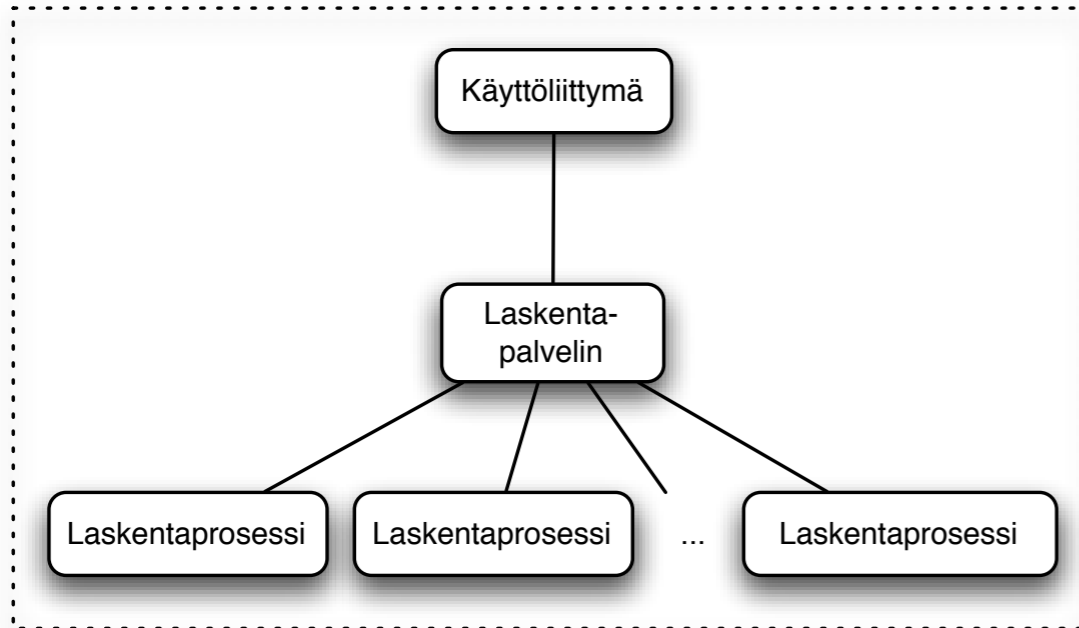 Käyttöliittymä
Laskenta-
palvelin
Laskentaprosessi
Laskentaprosessi
...
Laskentaprosessi